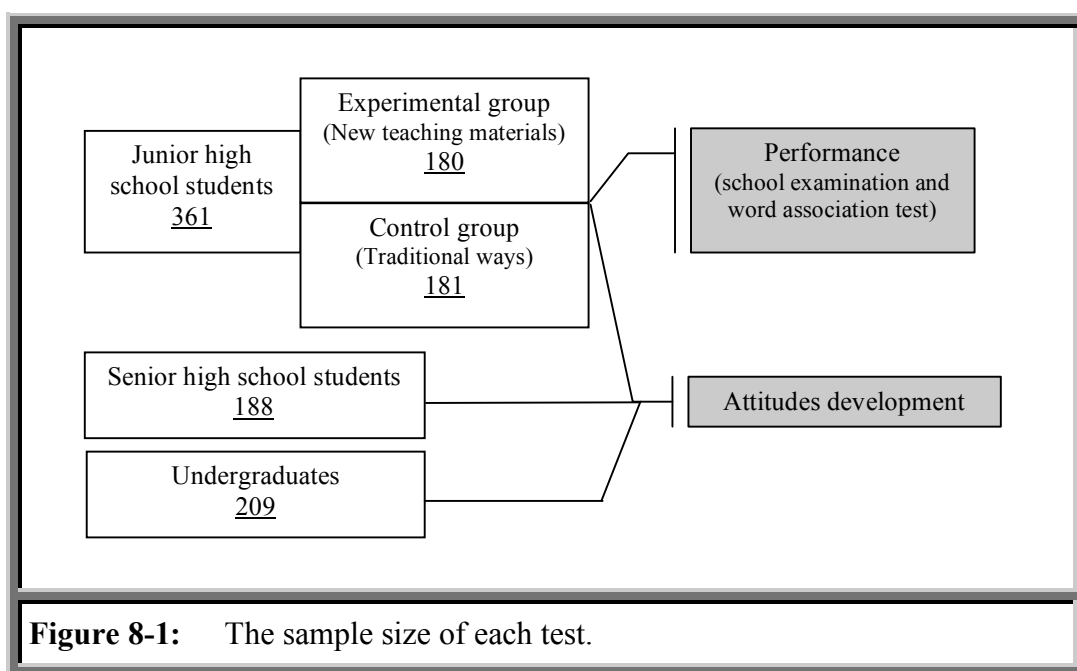 Junior high
school students
361
Experimental group
(New teaching materials)
180
Control group
(Traditional ways)
181
Performance
(school examination and
word association test)
Senior high school students
188
Attitudes development
Undergraduates
209
Figure 8-1: The sample size of each test.